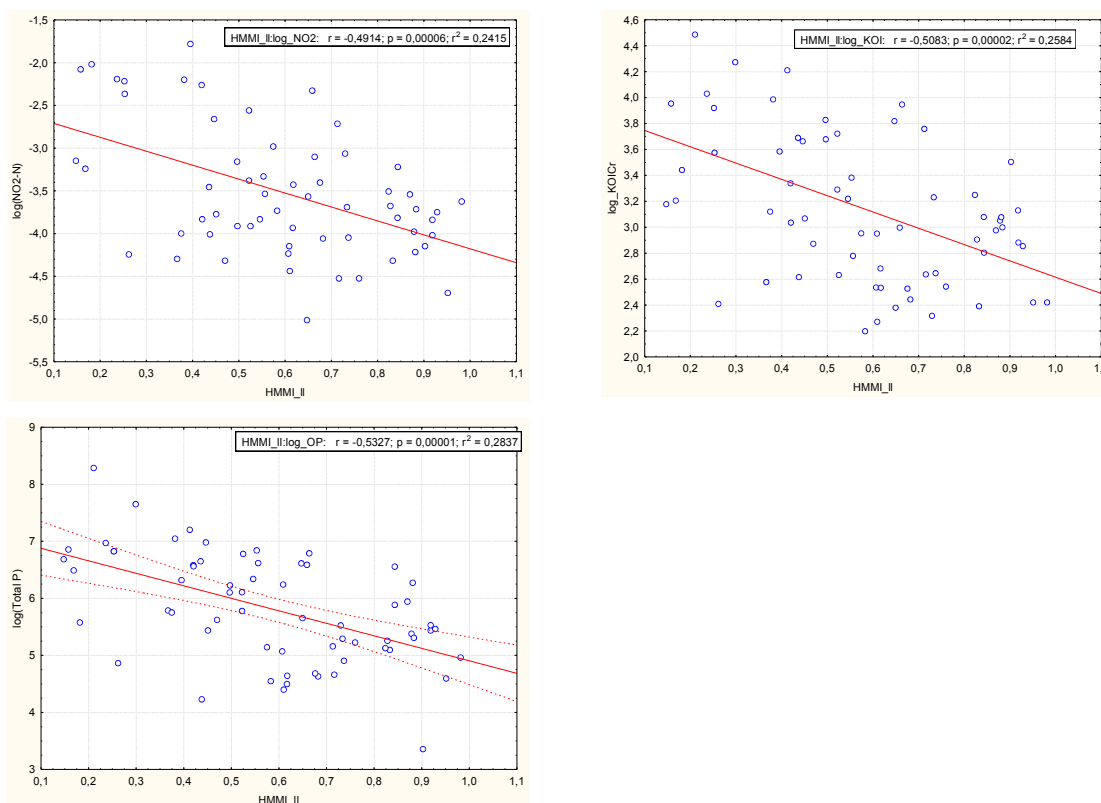 HMMI_II:log_NO2: r = -0,4914; p = 0,00006; r² = 0,2415
log(NO2-N)
-1,5
-2,0
-2,5
-3,0
-3,5
-4,0
-4,5
-5,0
-5,5
0,1 0,2 0,3 0,4 0,5 0,6 0,7 0,8 0,9 1,0 1,1
HMMI_II
HMMI_II:log_KOI: r = -0,5083; p = 0,00002; r² = 0,2584
log_KOICr
4,6
4,4
4,2
4,0
3,8
3,6
3,4
3,2
3,0
2,8
2,6
2,4
2,2
2,0
0,1 0,2 0,3 0,4 0,5 0,6 0,7 0,8 0,9 1,0 1,
HMMI_II
HMMI_II:log_OP: r = -0,5327; p = 0,00001; r² = 0,2837
log(Total P)
9
8
7
6
5
4
3
0,1 0,2 0,3 0,4 0,5 0,6 0,7 0,8 0,9 1,0 1,1
HMMI_II